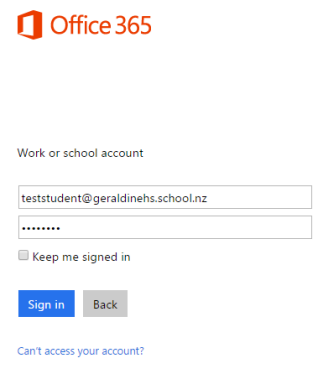 Office 365
Work or school account
teststudent@geraldinehs.school.nz
••••••••
Keep me signed in
Sign in Back
Can't access your account?